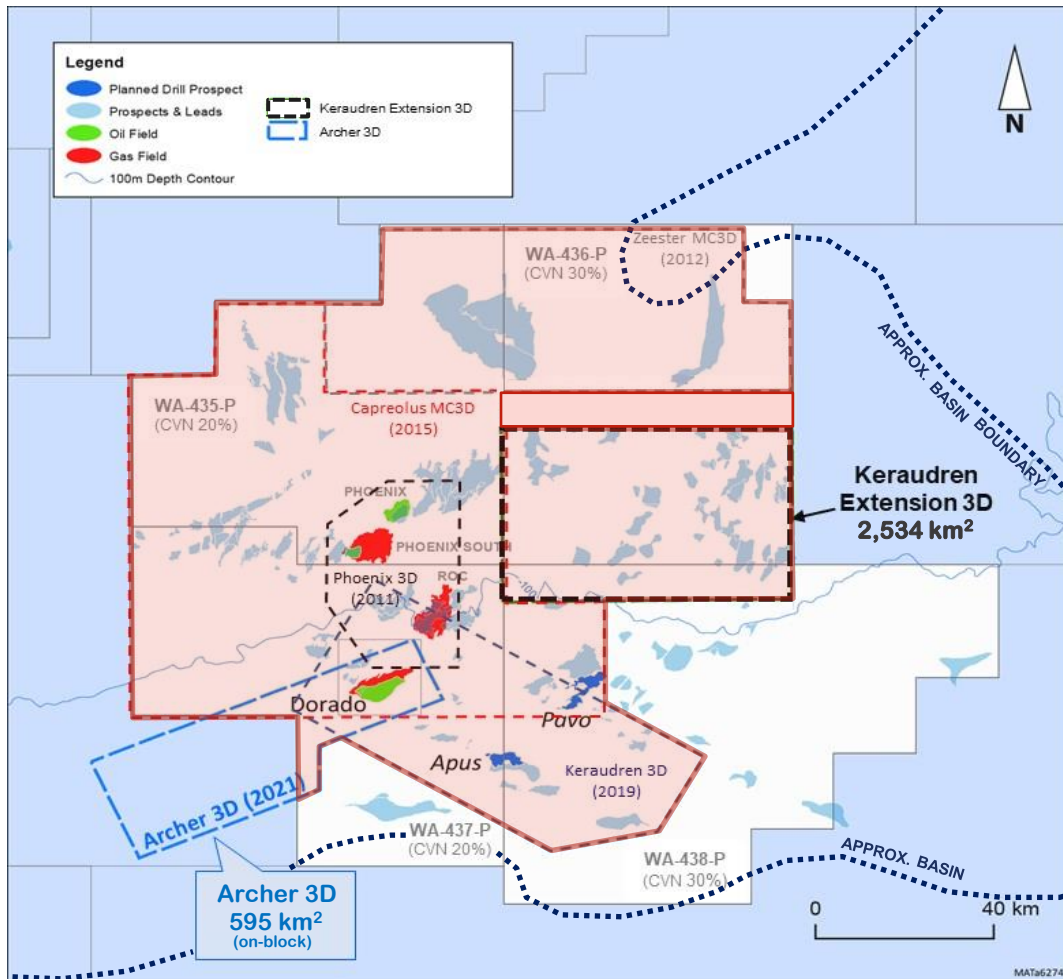 Legend
Planned Drill Prospect
Prospects & Leads
Oil Field
Gas Field
100m Depth Contour
Keraudren Extension 3D
Archer 3D
N
WA-436-P
(CVN 30%)
Zeester MC3D
(2012)
APPROX. BASIN BOUNDARY
WA-435-P
(CVN 20%)
Capreolus MC3D
(2015)
Keraudren
Extension 3D
2,534 km²
PHOENIX
PHOENIX SOUTH
Phoenix 3D
(2011)
ROC
-100
Dorado
Pavo
Apus
Keraudren 3D
(2019)
Archer 3D (2021)
WA-437-P
(CVN 20%)
WA-438-P
(CVN 30%)
APPROX. BASIN
Archer 3D
595 km²
(on-block)
0
40 km
MATa6274